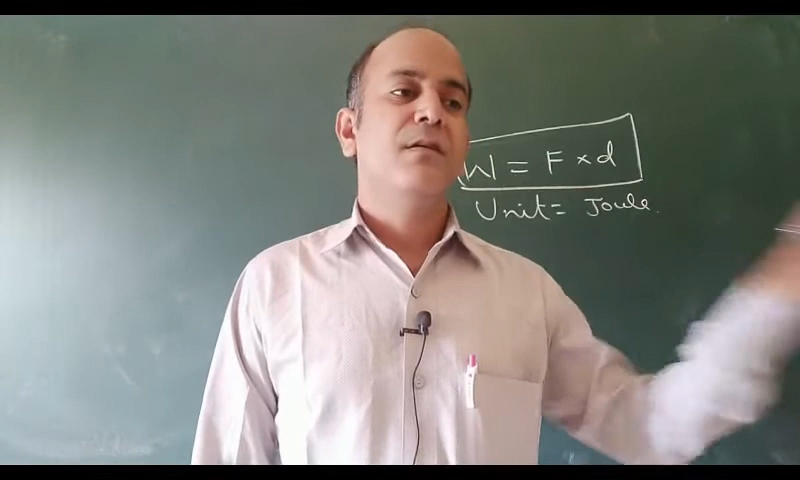 W = F × d
Unit = Joule.